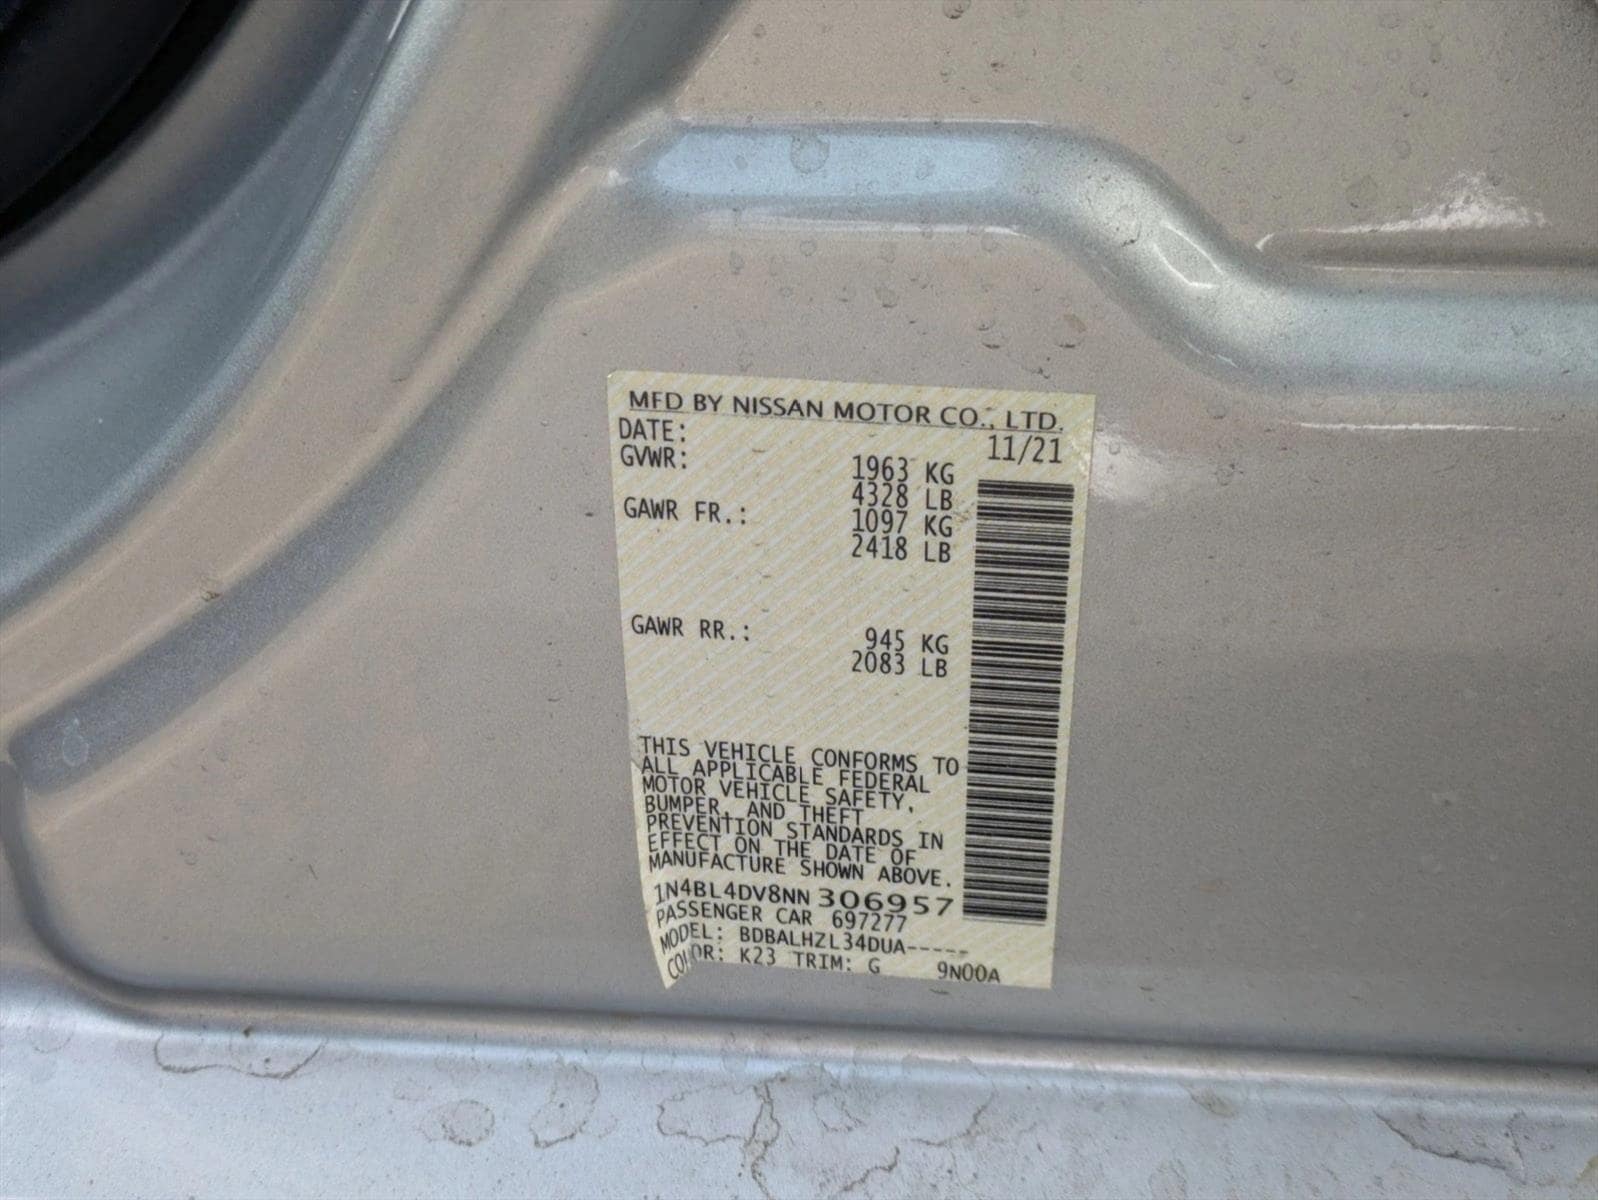 MFD BY NISSAN MOTOR CO., LTD.
DATE: 11/21
GVWR: 1963 KG
4328 LB
GAWR FR.: 1097 KG
2418 LB
GAWR RR.: 945 KG
2083 LB
THIS VEHICLE CONFORMS TO
ALL APPLICABLE FEDERAL
MOTOR VEHICLE SAFETY,
BUMPER, AND THEFT
PREVENTION STANDARDS IN
EFFECT ON THE DATE OF
MANUFACTURE SHOWN ABOVE.
1N4BL4DV8NN306957
PASSENGER CAR 697277
MODEL: BDBALHZL34DUA-----
COLOR: K23 TRIM: G 9N00A